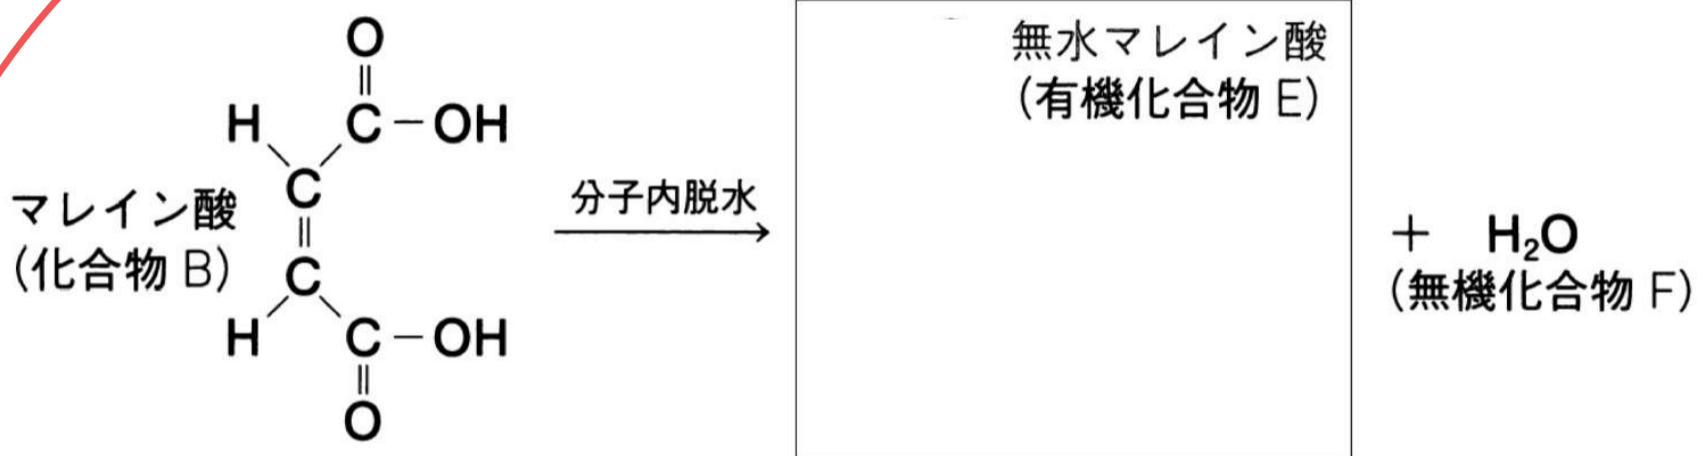 O
H C-OH
C
マレイン酸
(化合物 B)
C
H C-OH
O
分子内脱水
無水マレイン酸
(有機化合物 E)
+ H₂O
(無機化合物 F)